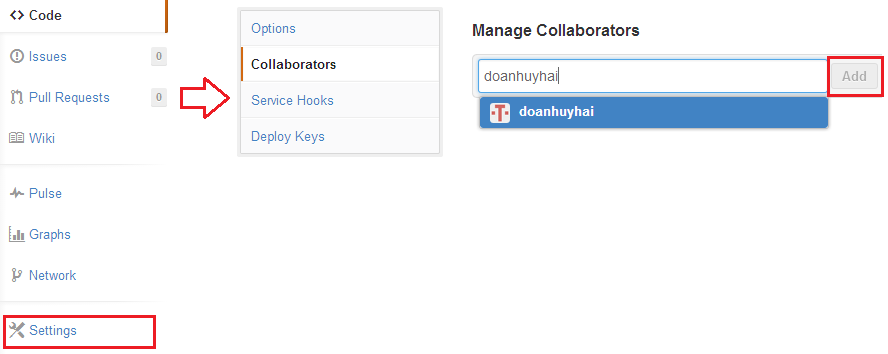 Code
Issues 0
Pull Requests 0
Wiki
Pulse
Graphs
Network
Settings
Options
Collaborators
Service Hooks
Deploy Keys
Manage Collaborators
doanhuyhai Add
doanhuyhai